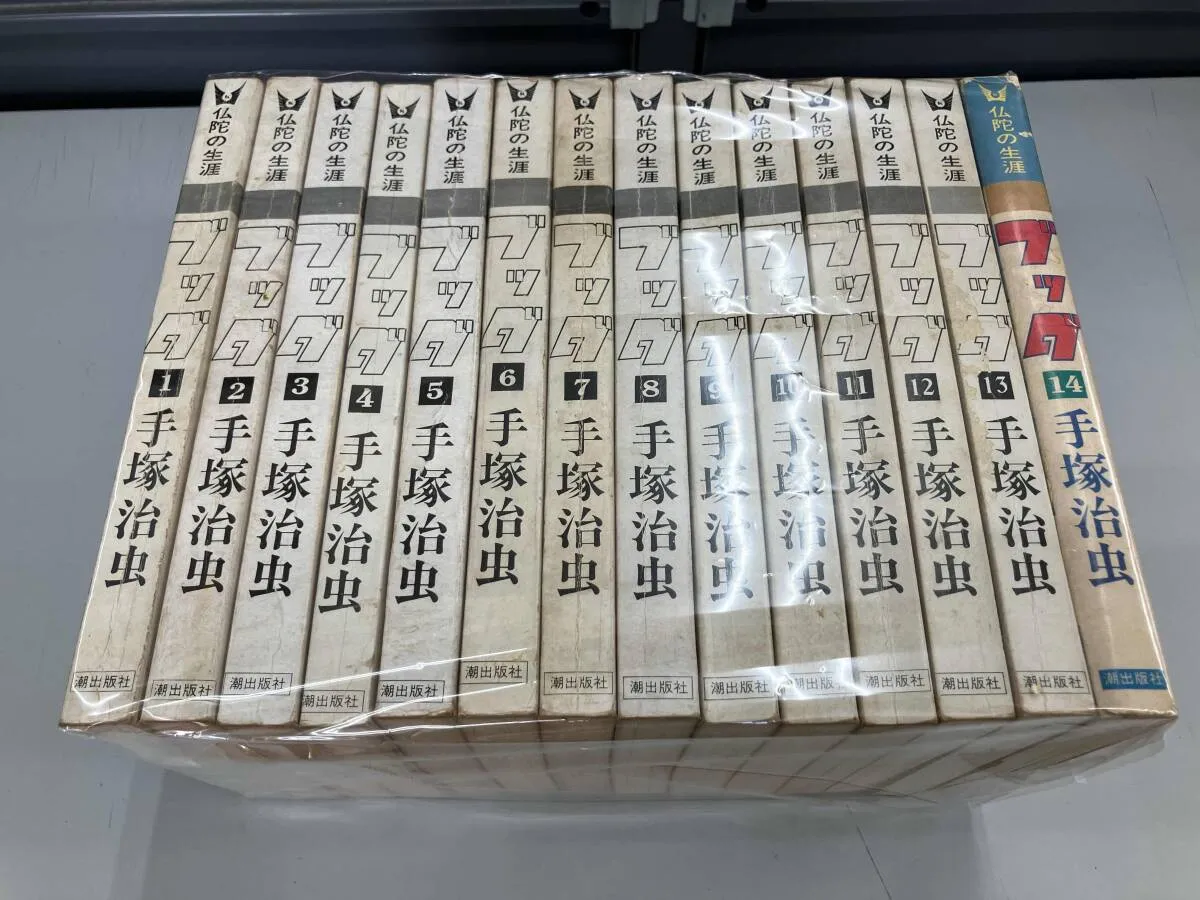 仏陀の生涯
ブッダ
1
手塚治虫
潮出版社
仏陀の生涯
ブッダ
2
手塚治虫
潮出版社
仏陀の生涯
ブッダ
3
手塚治虫
潮出版社
仏陀の生涯
ブッダ
4
手塚治虫
潮出版社
仏陀の生涯
ブッダ
5
手塚治虫
潮出版社
仏陀の生涯
ブッダ
6
手塚治虫
潮出版社
仏陀の生涯
ブッダ
7
手塚治虫
潮出版社
仏陀の生涯
ブッダ
8
手塚治虫
潮出版社
仏陀の生涯
ブッダ
9
手塚治虫
潮出版社
仏陀の生涯
ブッダ
10
手塚治虫
潮出版社
仏陀の生涯
ブッダ
11
手塚治虫
潮出版社
仏陀の生涯
ブッダ
12
手塚治虫
潮出版社
仏陀の生涯
ブッダ
13
手塚治虫
潮出版社
仏陀の生涯
ブッダ
14
手塚治虫
潮出版社